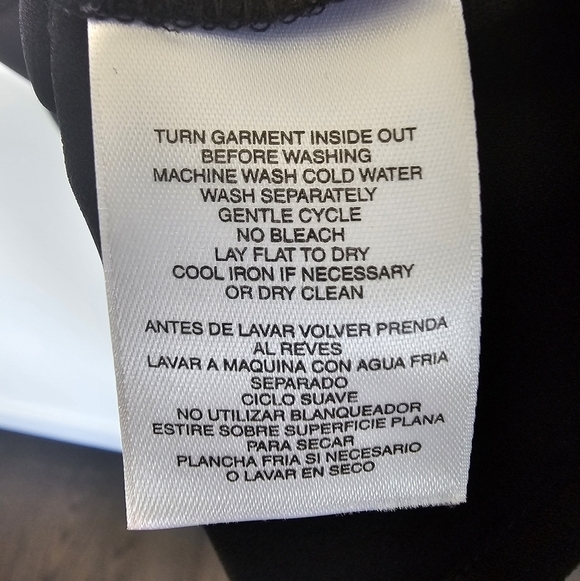 TURN GARMENT INSIDE OUT
BEFORE WASHING
MACHINE WASH COLD WATER
WASH SEPARATELY
GENTLE CYCLE
NO BLEACH
LAY FLAT TO DRY
COOL IRON IF NECESSARY
OR DRY CLEAN
ANTES DE LAVAR VOLVER PRENDA
AL REVES
LAVAR A MAQUINA CON AGUA FRIA
SEPARADO
CICLO SUAVE
NO UTILIZAR BLANQUEADOR
ESTIRE SOBRE SUPERFICIE PLANA
PARA SECAR
PLANCHA FRIA SI NECESARIO
O LAVAR EN SECO